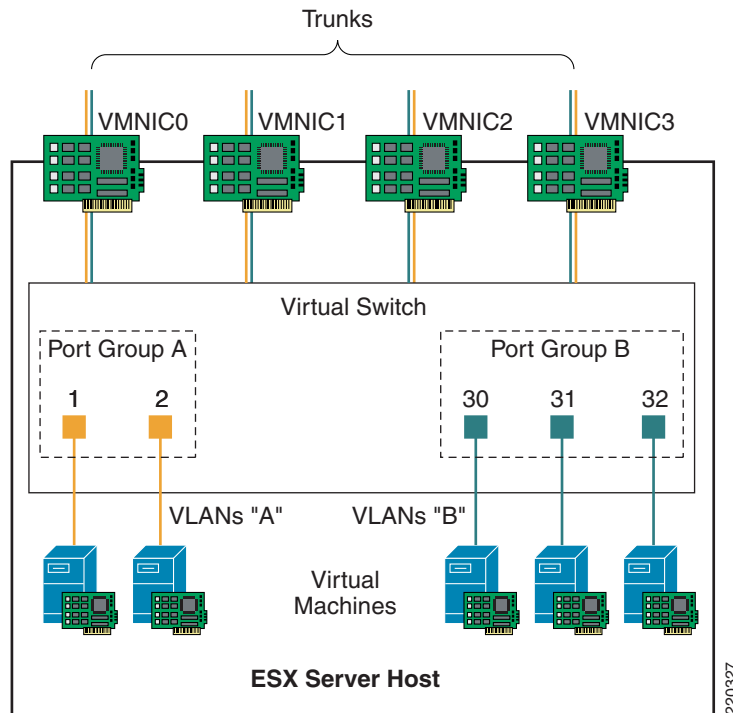 Trunks
VMNIC0 VMNIC1 VMNIC2 VMNIC3
Virtual Switch
Port Group A
Port Group B
1 2
30 31 32
VLANs "A" VLANs "B"
Virtual
Machines
ESX Server Host
220327